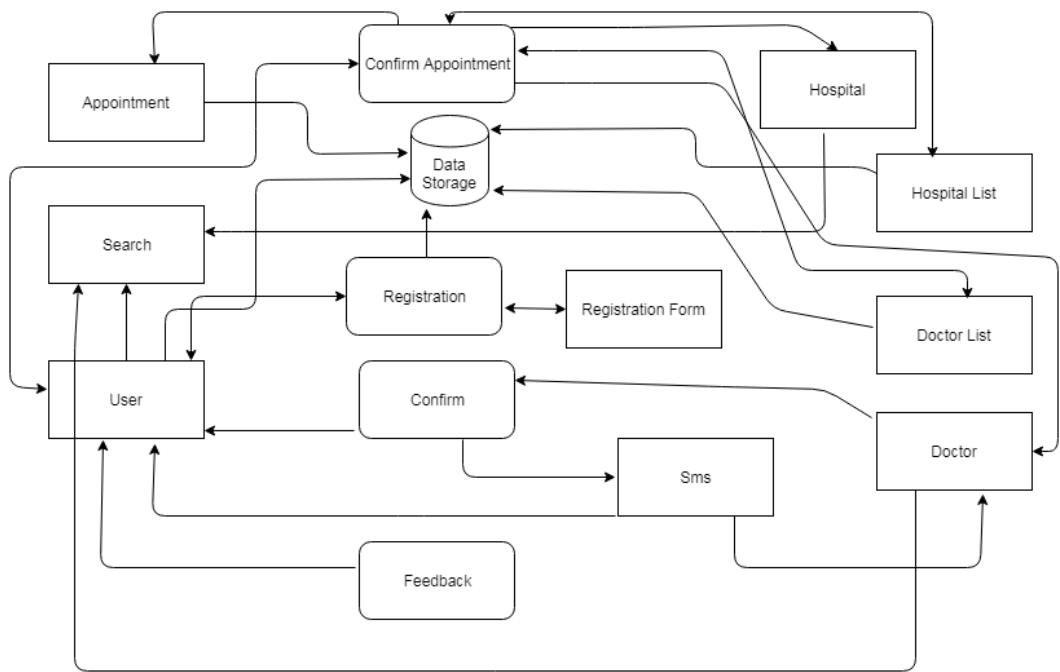 Confirm Appointment
Hospital
Appointment
Data
Storage
Hospital List
Search
Registration
Registration Form
Doctor List
User
Confirm
Doctor
Sms
Feedback